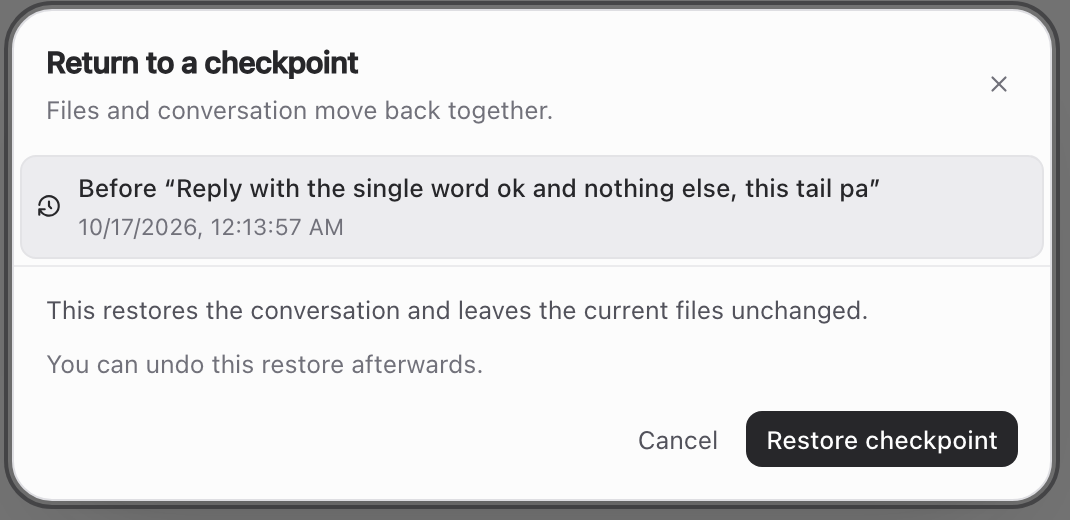 Return to a checkpoint
Files and conversation move back together.
Before “Reply with the single word ok and nothing else, this tail pa”
10/17/2026, 12:13:57 AM
This restores the conversation and leaves the current files unchanged.
You can undo this restore afterwards.
Cancel
Restore checkpoint